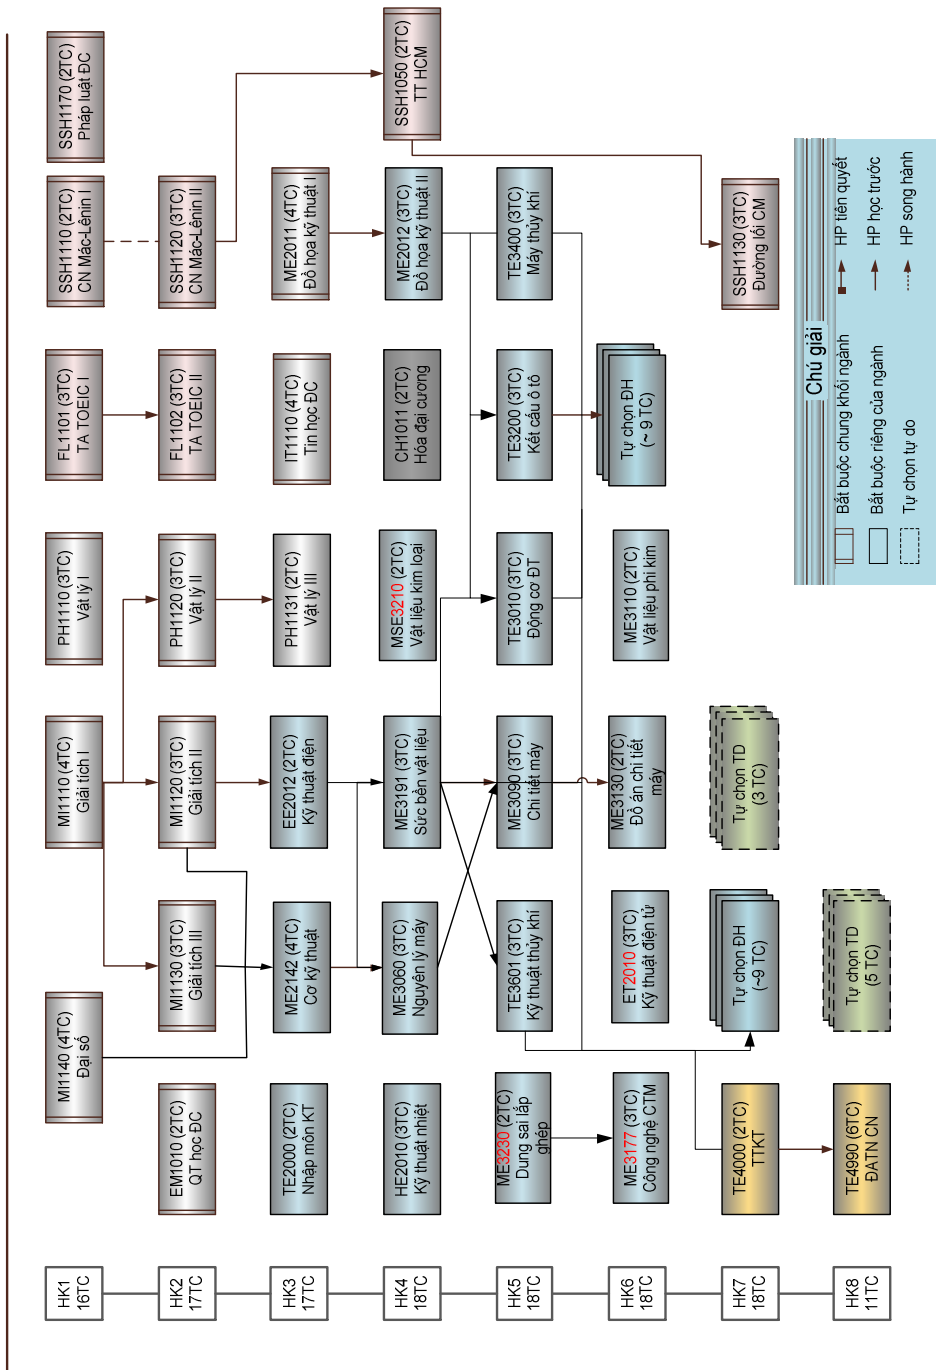 HK1
16TC
MI1140 (4TC)
Đại số
MI1110 (4TC)
Giải tích I
PH1110 (3TC)
Vật lý I
FL1101 (3TC)
TA TOEIC I
SSH1110 (2TC)
CN Mác-Lênin I
SSH1170 (2TC)
Pháp luật ĐC
HK2
17TC
EM1010 (2TC)
QT học ĐC
MI1130 (3TC)
Giải tích III
MI1120 (3TC)
Giải tích II
PH1120 (3TC)
Vật lý II
FL1102 (3TC)
TA TOEIC II
SSH1120 (3TC)
CN Mác-Lênin II
HK3
17TC
TE2000 (2TC)
Nhập môn KT
ME2142 (4TC)
Cơ kỹ thuật
EE2012 (2TC)
Kỹ thuật điện
PH1131 (2TC)
Vật lý III
IT1110 (4TC)
Tin học ĐC
ME2011 (4TC)
Đồ họa kỹ thuật I
HK4
18TC
HE2010 (3TC)
Kỹ thuật nhiệt
ME3060 (3TC)
Nguyên lý máy
ME3191 (3TC)
Sức bền vật liệu
MSE3210 (2TC)
Vật liệu kim loại
CH1011 (2TC)
Hóa đại cương
ME2012 (3TC)
Đồ họa kỹ thuật II
SSH1050 (2TC)
TT HCM
HK5
18TC
ME3230 (2TC)
Dung sai lắp
ghép
TE3601 (3TC)
Kỹ thuật thủy khí
ME3090 (3TC)
Chi tiết máy
TE3010 (3TC)
Động cơ ĐT
TE3200 (3TC)
Kết cấu ô tô
TE3400 (3TC)
Máy thủy khí
HK6
18TC
ME3177 (3TC)
Công nghệ CTM
ET2010 (3TC)
Kỹ thuật điện tử
ME3130 (2TC)
Đồ án chi tiết
máy
ME3110 (2TC)
Vật liệu phi kim
Tự chọn ĐH
(~ 9 TC)
HK7
18TC
TE4000 (2TC)
TTKT
Tự chọn ĐH
(~9 TC)
Tự chọn TD
(3 TC)
SSH1130 (3TC)
Đường lối CM
HK8
11TC
TE4990 (6TC)
ĐATN CN
Tự chọn TD
(5 TC)
Chú giải
Bắt buộc chung khối ngành
HP tiên quyết
Bắt buộc riêng của ngành
HP học trước
Tự chọn tự do
HP song hành